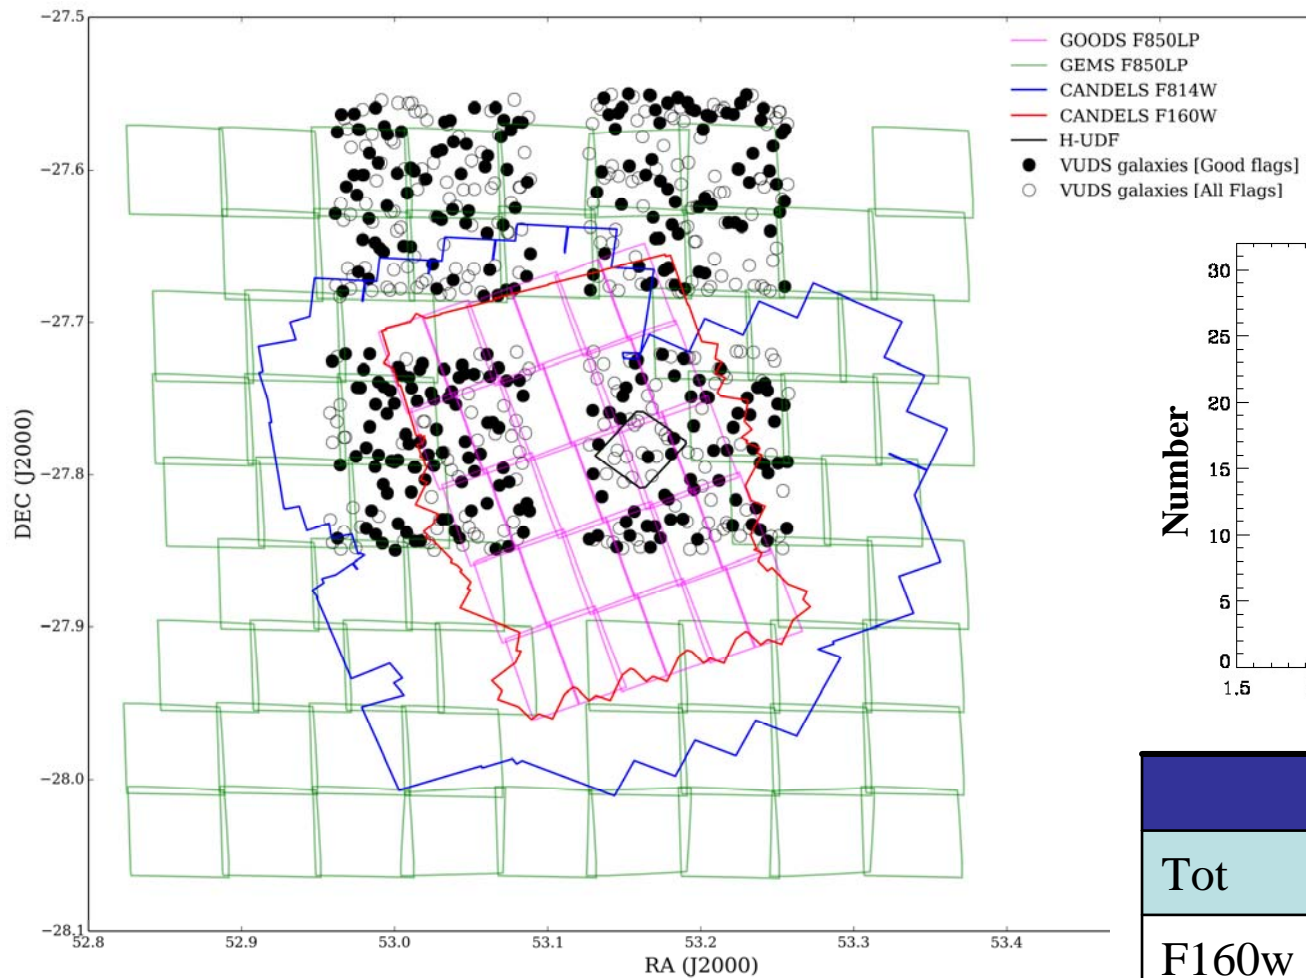 −27.5
−27.6
−27.7
−27.8
−27.9
−28.0
−28.1
DEC (J2000)
52.8 52.9 53.0 53.1 53.2 53.3 53.4
RA (J2000)
GOODS F850LP
GEMS F850LP
CANDELS F814W
CANDELS F160W
H-UDF
VUDS galaxies [Good flags]
VUDS galaxies [All Flags]
30
25
20
15
10
5
0
Number
1.5
Tot
F160w